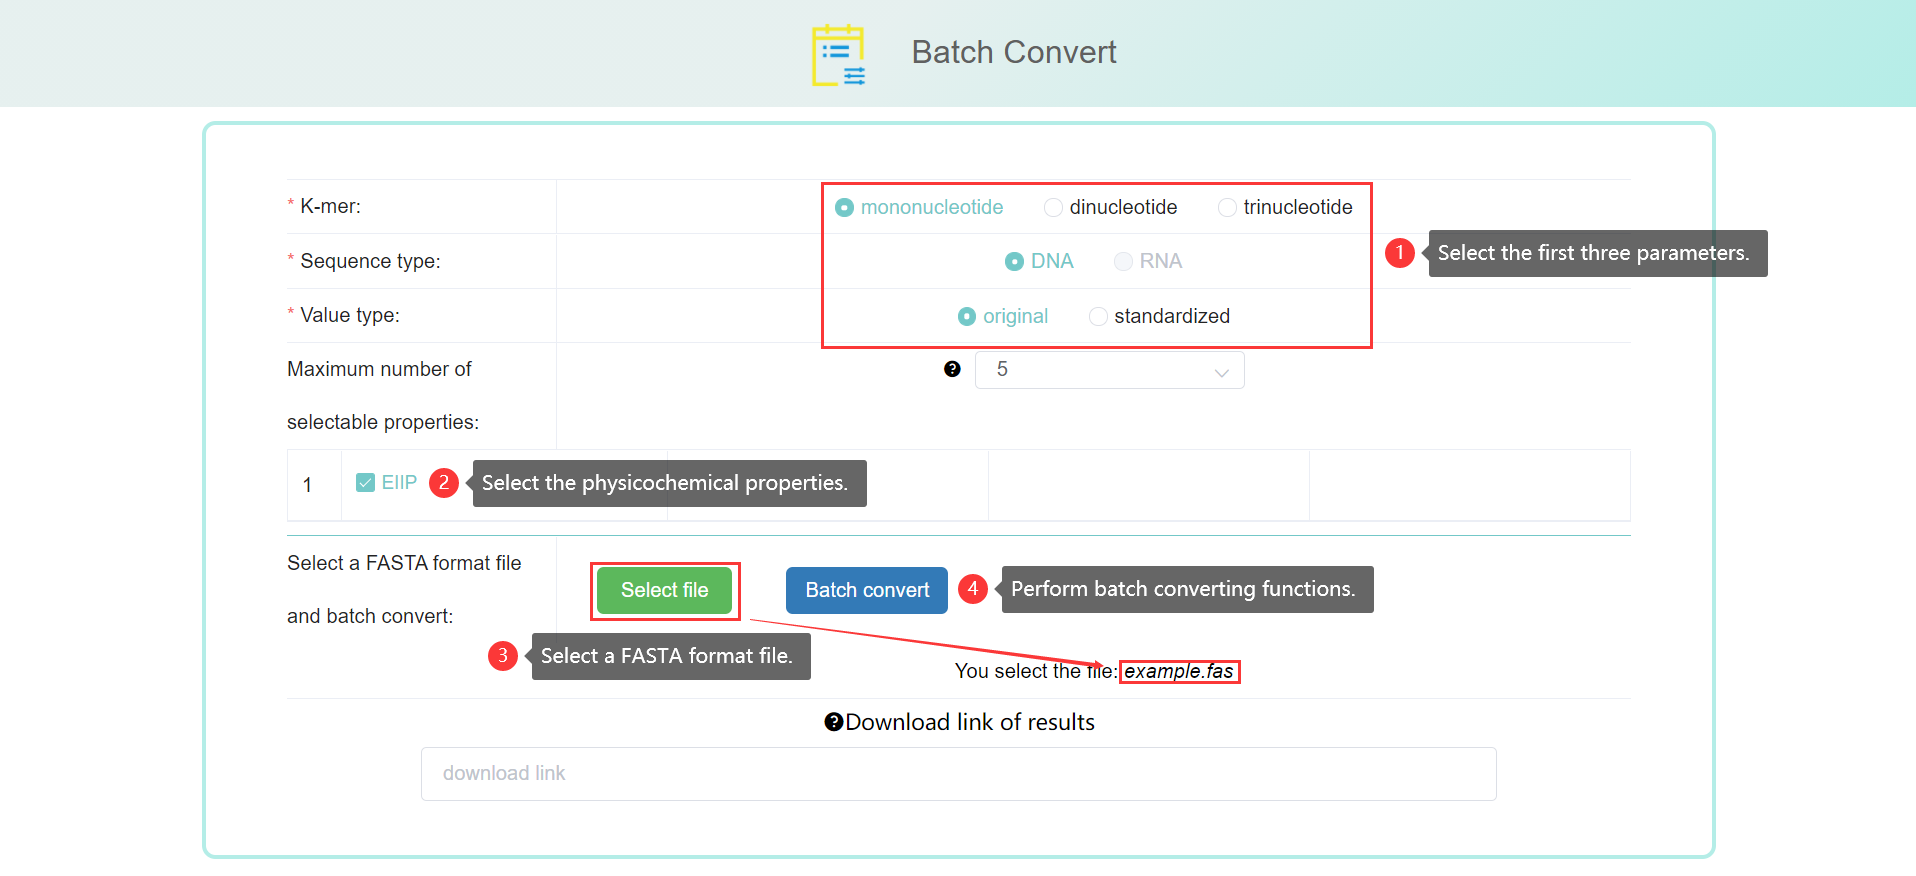 Batch Convert
* K-mer:
mononucleotide dinucleotide trinucleotide
* Sequence type:
DNA RNA
1 Select the first three parameters.
* Value type:
original standardized
Maximum number of
selectable properties:
? 5
1 EIIP 2 Select the physicochemical properties.
Select a FASTA format file
and batch convert:
Select file Batch convert 4 Perform batch converting functions.
3 Select a FASTA format file.
You select the file: example.fas
?Download link of results
download link